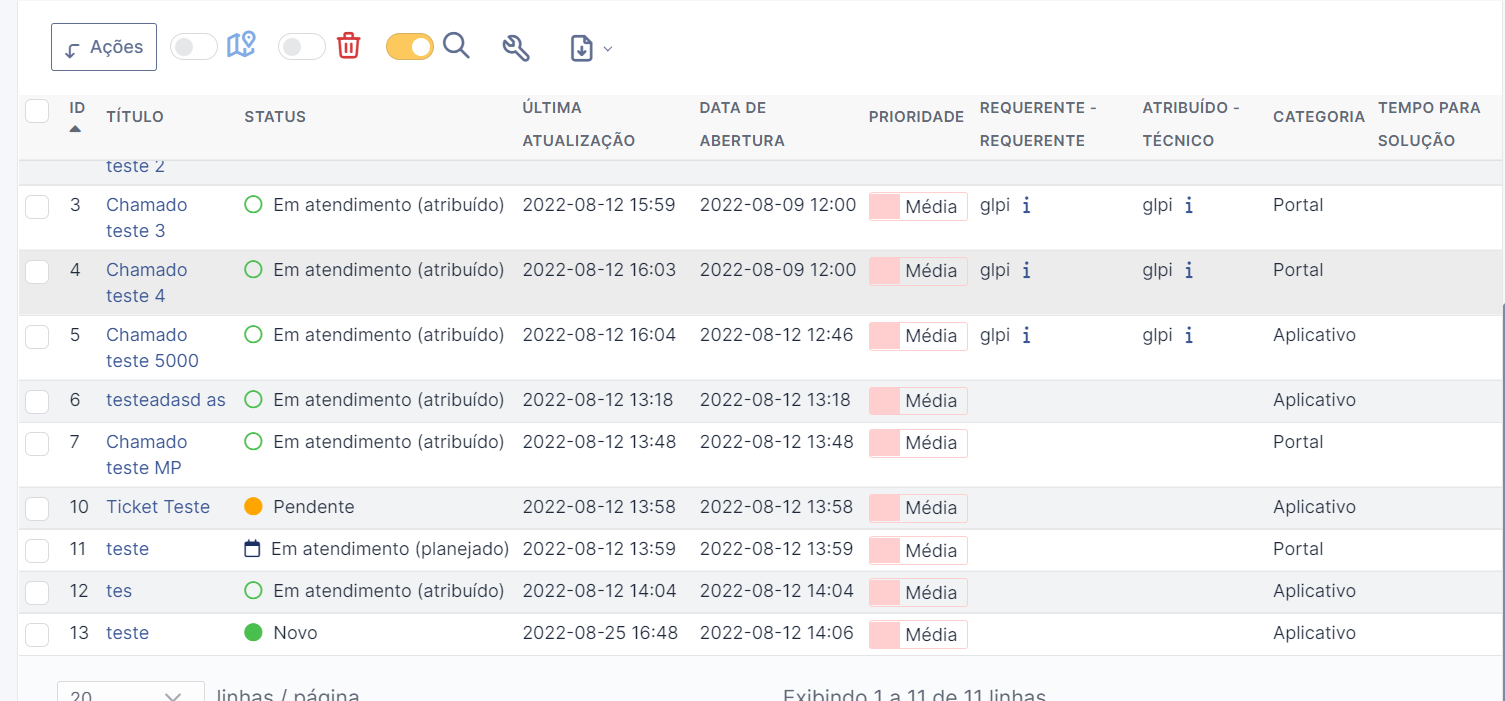 Ações
ID TÍTULO STATUS ÚLTIMA ATUALIZAÇÃO DATA DE ABERTURA PRIORIDADE REQUERENTE - REQUERENTE ATRIBUÍDO - TÉCNICO CATEGORIA TEMPO PARA SOLUÇÃO
teste 2
3 Chamado teste 3 Em atendimento (atribuído) 2022-08-12 15:59 2022-08-09 12:00 Média glpi i glpi i Portal
4 Chamado teste 4 Em atendimento (atribuído) 2022-08-12 16:03 2022-08-09 12:00 Média glpi i glpi i Portal
5 Chamado teste 5000 Em atendimento (atribuído) 2022-08-12 16:04 2022-08-12 12:46 Média glpi i glpi i Aplicativo
6 testeadasd as Em atendimento (atribuído) 2022-08-12 13:18 2022-08-12 13:18 Média Aplicativo
7 Chamado teste MP Em atendimento (atribuído) 2022-08-12 13:48 2022-08-12 13:48 Média Portal
10 Ticket Teste Pendente 2022-08-12 13:58 2022-08-12 13:58 Média Aplicativo
11 teste Em atendimento (planejado) 2022-08-12 13:59 2022-08-12 13:59 Média Portal
12 tes Em atendimento (atribuído) 2022-08-12 14:04 2022-08-12 14:04 Média Aplicativo
13 teste Novo 2022-08-25 16:48 2022-08-12 14:06 Média Aplicativo
20 linhas / página Exibindo 1 a 11 de 11 linhas